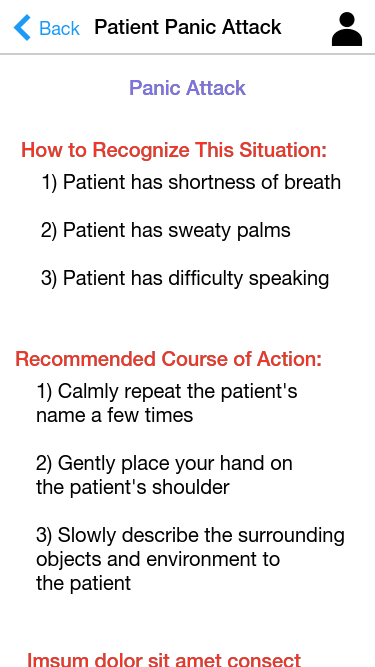 Back Patient Panic Attack
Panic Attack
How to Recognize This Situation:
1) Patient has shortness of breath
2) Patient has sweaty palms
3) Patient has difficulty speaking
Recommended Course of Action:
1) Calmly repeat the patient's
name a few times
2) Gently place your hand on
the patient's shoulder
3) Slowly describe the surrounding
objects and environment to
the patient
Imsum dolor sit amet consect